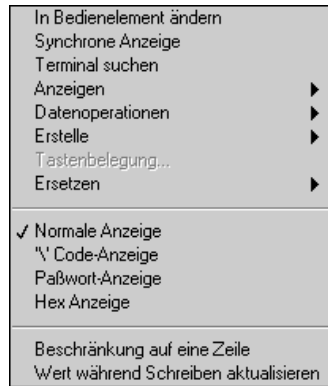 In Bedienelement ändern
Synchrone Anzeige
Terminal suchen
Anzeigen
Datenoperationen
Erstelle
Tastenbelegung...
Ersetzen
Normale Anzeige
'\' Code-Anzeige
Paßwort-Anzeige
Hex Anzeige
Beschränkung auf eine Zeile
Wert während Schreiben aktualisieren